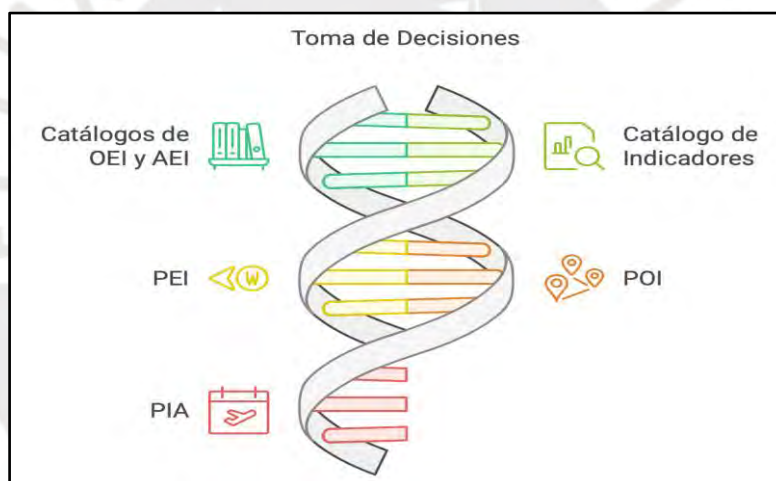 Toma de Decisiones
Catálogos de
OEI y AEI
Catálogo de
Indicadores
PEI
W
POI
PIA